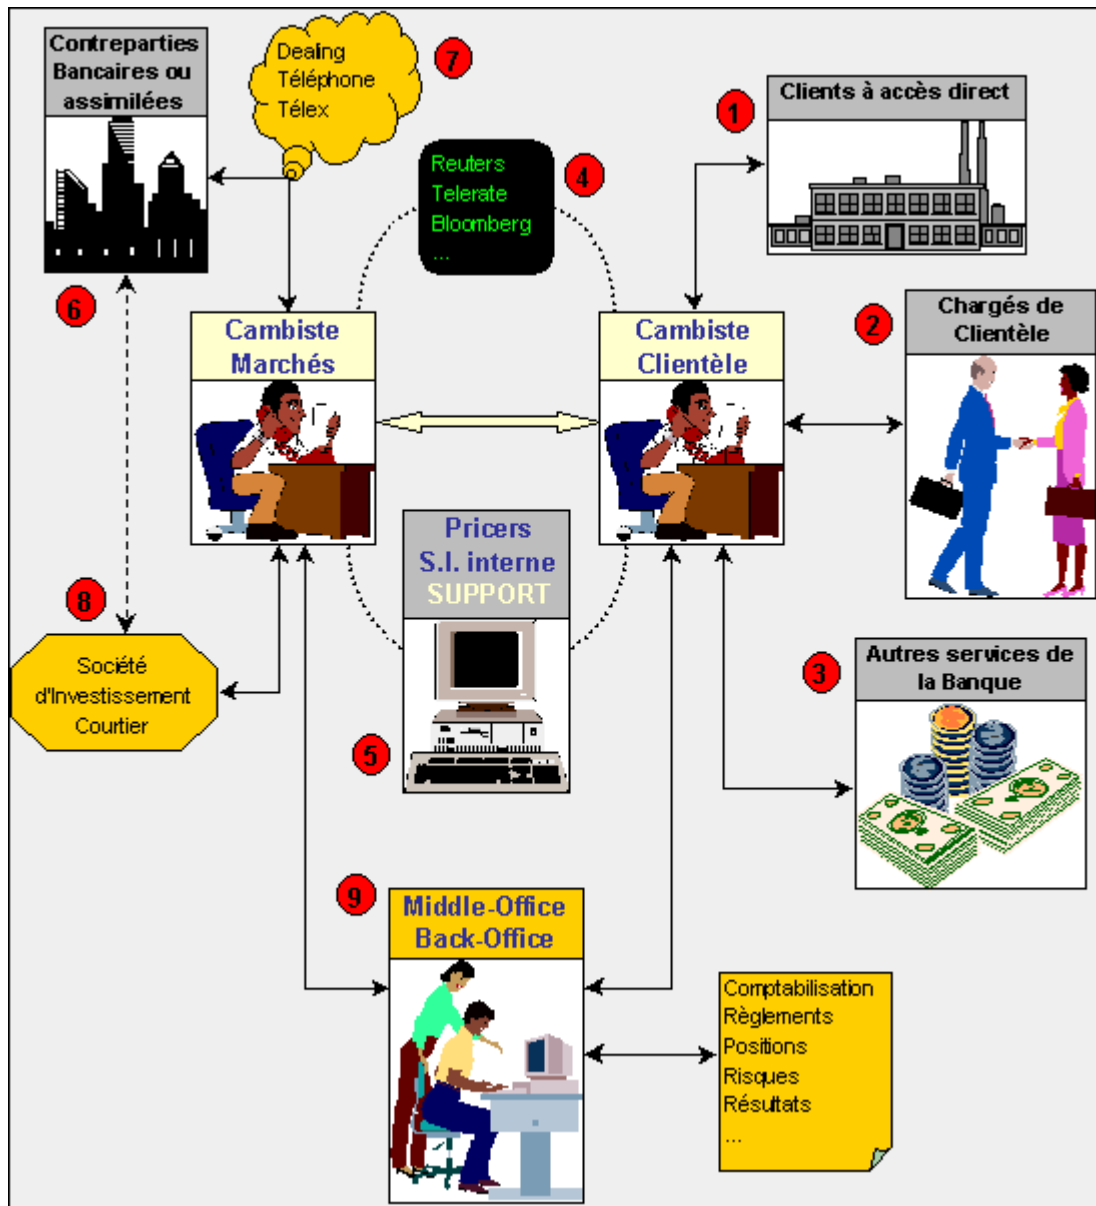 Contreparties
Bancaires ou
assimilées
Dealing
Téléphone
Télex
7
1
Clients à accès direct
Reuters
Telerate
Bloomberg
...
4
6
2
Chargés de
Clientèle
Cambiste
Marchés
Cambiste
Clientèle
Pricers
S.I. interne
SUPPORT
8
Société
d'Investissement
Courtier
5
3
Autres services de
la Banque
9
Middle-Office
Back-Office
Comptabilisation
Règlements
Positions
Risques
Résultats
...